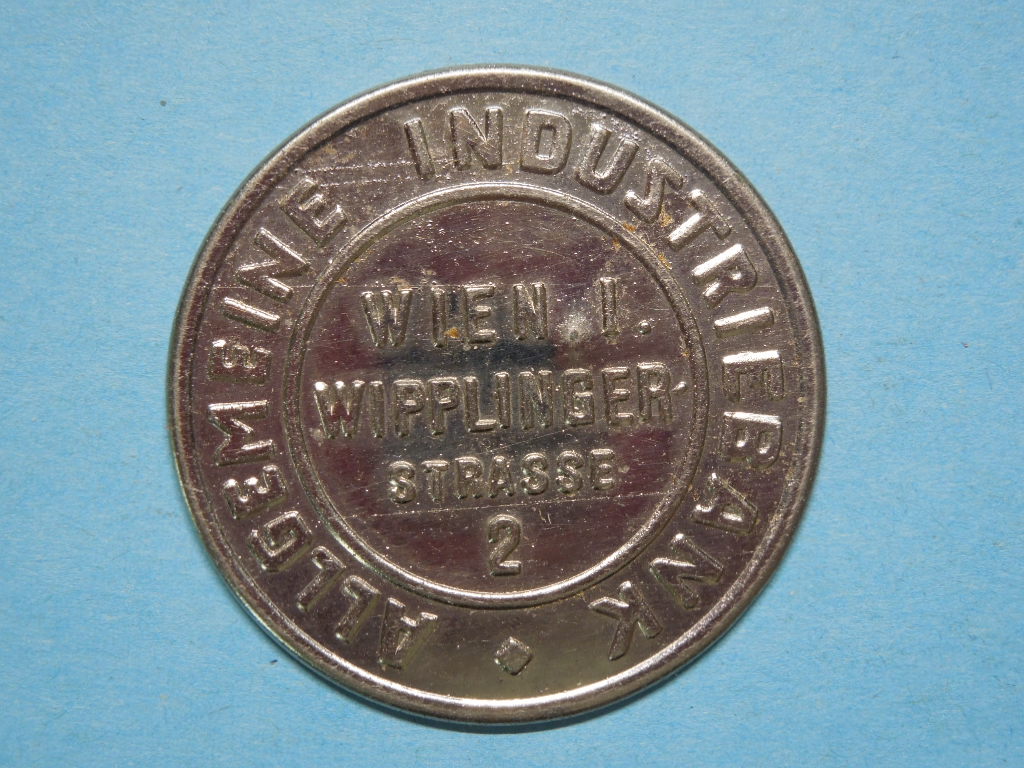 ALLGEMEINE INDUSTRIEBANK
WIEN, I.
WIPPLINGER
STRASSE
2